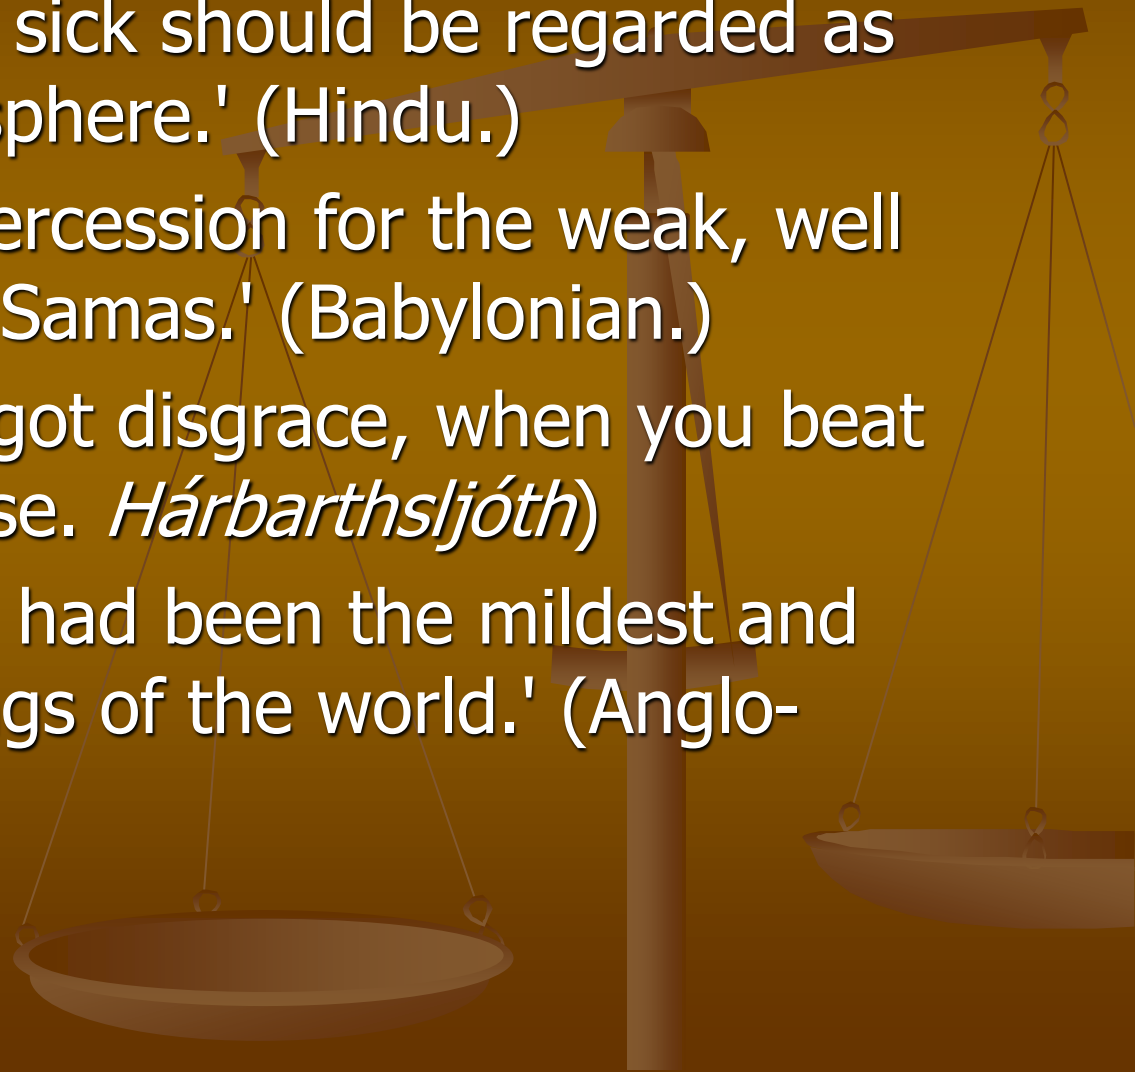 sick should be regarded as
sphere.' (Hindu.)
ercession for the weak, well
Samas.' (Babylonian.)
got disgrace, when you beat
se. Hárbarthsljóth)
had been the mildest and
gs of the world.' (Anglo-